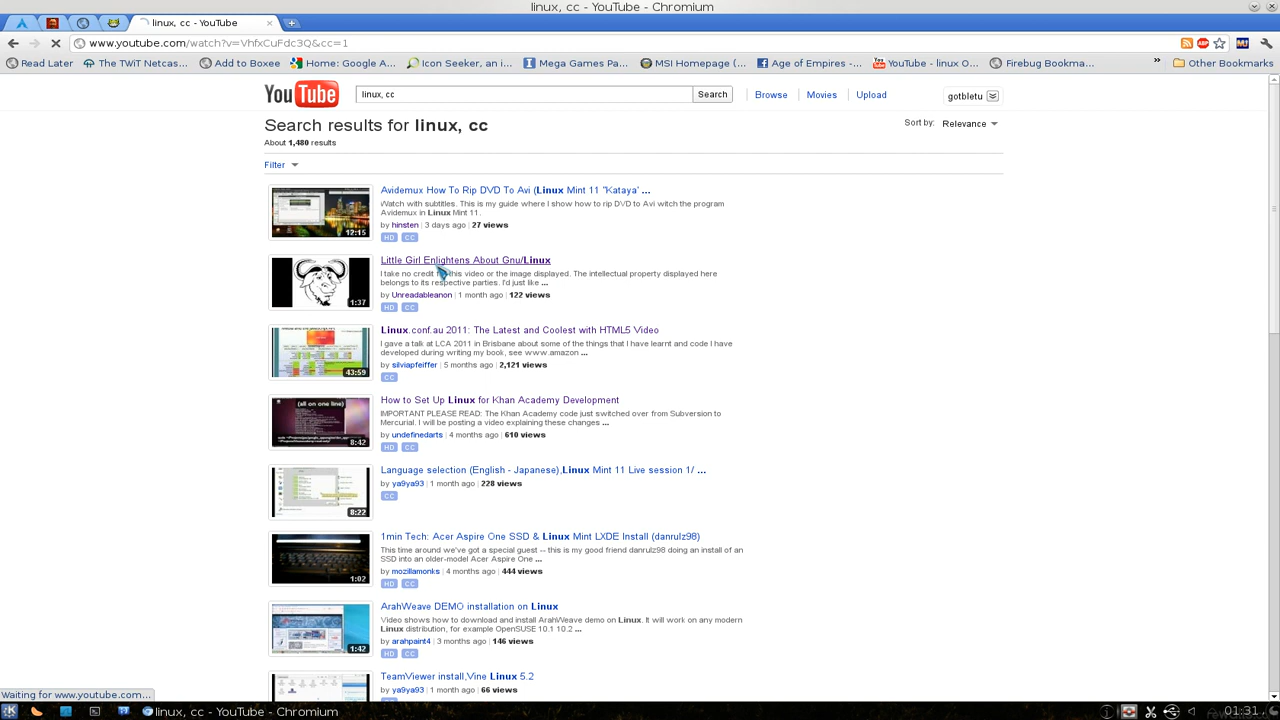 linux, cc - YouTube - Chromium
linux, cc - YouTube
www.youtube.com/watch?v=VhfxCuFdc3Q&cc=1
Read Later
The TWiT Netcas...
Add to Boxee
Home: Google A...
Icon Seeker, an i...
Mega Games Pa...
MSI Homepage (...
Age of Empires -...
YouTube - linux O...
Firebug Bookma...
Other Bookmarks
YouTube
linux, cc
Search
Browse
Movies
Upload
gotbletu
Search results for linux, cc
Sort by: Relevance
About 1,480 results
Filter
Avidemux How To Rip DVD To Avi (Linux Mint 11 "Kataya' ...
Watch with subtitles. This is my guide where I show how to rip DVD to Avi witch the program
Avidemux in Linux Mint 11.
by hinsten | 3 days ago | 27 views
12:15
HD CC
Little Girl Enlightens About Gnu/Linux
I take no credit for this video or the image displayed. The intellectual property displayed here
belongs to its respective parties. I'd just like ...
by Unreadableanon | 1 month ago | 122 views
1:37
HD CC
Linux.conf.au 2011: The Latest and Coolest with HTML5 Video
I gave a talk at LCA 2011 in Brisbane about some of the things that I have learnt and code I have
developed during writing my book, see www.amazon ...
by silviapfeiffer | 5 months ago | 2,121 views
43:59
CC
(all on one line)
How to Set Up Linux for Khan Academy Development
IMPORTANT PLEASE READ: The Khan Academy code just switched over from Subversion to
Mercurial. I will be posting a video explaining these changes ...
by undefinedarts | 4 months ago | 610 views
8:42
HD CC
Language selection (English - Japanese),Linux Mint 11 Live session 1/ ...
by ya9ya93 | 1 month ago | 228 views
CC
8:22
1min Tech: Acer Aspire One SSD & Linux Mint LXDE Install (danrulz98)
This time around we've got a special guest -- this is my good friend danrulz98 doing an install of an
SSD into an older-model Acer Aspire One ...
by mozillamonks | 4 months ago | 444 views
1:02
HD CC
ArahWeave DEMO installation on Linux
Video shows how to download and install ArahWeave demo on Linux. It will work on any modern
Linux distribution, for example OpenSUSE 10.1 10.2 ...
by arahpaint4 | 3 months ago | 146 views
1:42
HD CC
TeamViewer install,Vine Linux 5.2
by ya9ya93 | 1 month ago | 66 views
Waiting for www.youtube.com...
linux, cc - YouTube - Chromium
01:31